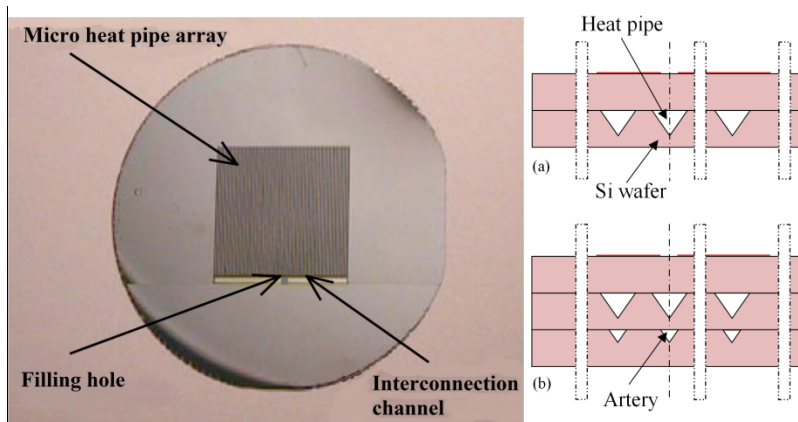 Micro heat pipe array
Filling hole
Interconnection
channel
Heat pipe
(a)
Si wafer
(b)
Artery